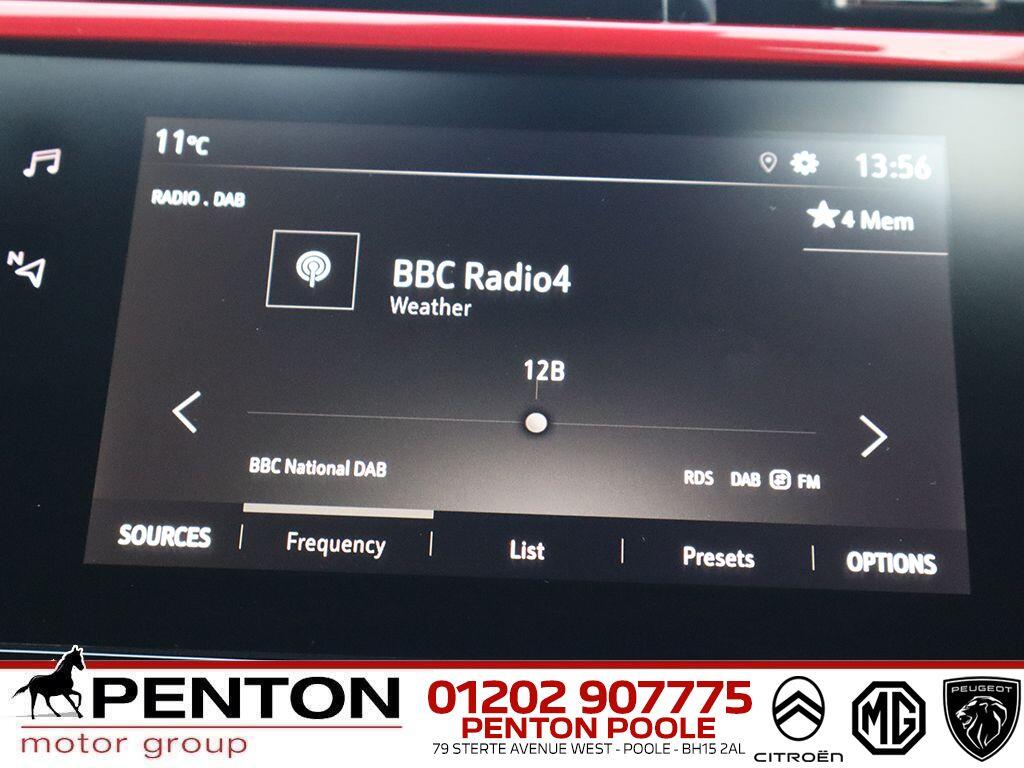 11°C
13:56
RADIO . DAB
4 Mem
BBC Radio4
Weather
12B
BBC National DAB
RDS DAB FM
SOURCES
Frequency
List
Presets
OPTIONS
N
PENTON
motor group
01202 907775
PENTON POOLE
79 STERTE AVENUE WEST - POOLE - BH15 2AL
CITROËN
MG
PEUGEOT